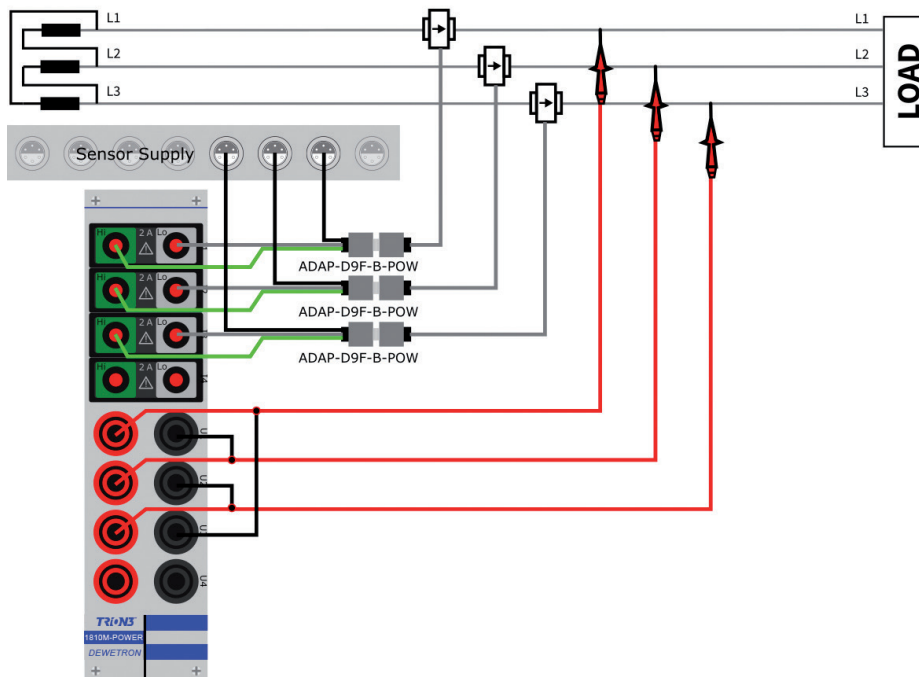 L1 L1
L2 L2
L3 L3
LOAD
Sensor Supply
Hi 2 A Lo
ADAP-D9F-B-POW
Hi 2 A Lo
ADAP-D9F-B-POW
Hi 2 A Lo
ADAP-D9F-B-POW
Hi 2 A Lo
U4
TRION3
1810M-POWER
DEWETRON